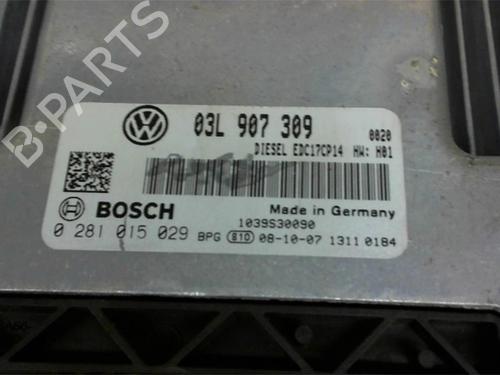 B-PARTS
03L 907 309
0020
DIESEL EDC17CP14 HW: H01
BOSCH
Made in Germany
1039S30090
0 281 015 029 BPG 810 08-10-07 1311 0184